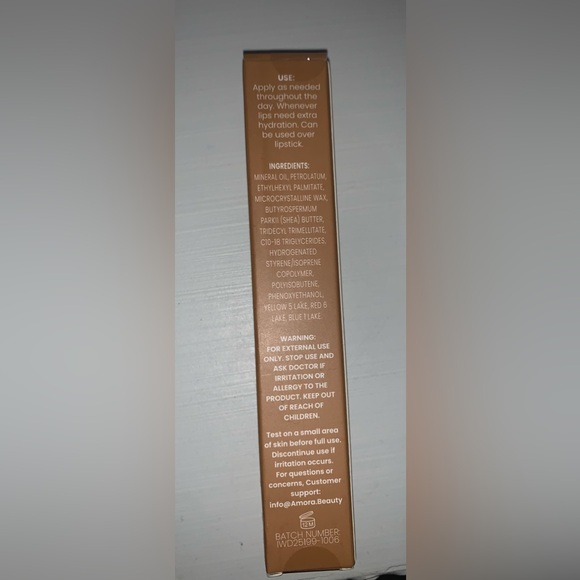 USE:
Apply as needed
throughout the
day. Whenever
lips need extra
hydration. Can
be used over
lipstick.
INGREDIENTS:
MINERAL OIL, PETROLATUM,
ETHYLHEXYL PALMITATE,
MICROCRYSTALLINE WAX,
BUTYROSPERMUM
PARKII (SHEA) BUTTER,
TRIDECYL TRIMELLITATE,
C10-18 TRIGLYCERIDES,
HYDROGENATED
STYRENE/ISOPRENE
COPOLYMER,
POLYISOBUTENE,
PHENOXYETHANOL,
YELLOW 5 LAKE, RED 6
LAKE, BLUE 1 LAKE.
WARNING:
FOR EXTERNAL USE
ONLY. STOP USE AND
ASK DOCTOR IF
IRRITATION OR
ALLERGY TO THE
PRODUCT. KEEP OUT
OF REACH OF
CHILDREN.
Test on a small area
of skin before full use.
Discontinue use if
irritation occurs.
For questions or
concerns, Customer
support:
info@Amora.Beauty
12M
BATCH NUMBER:
IWD25199-1006